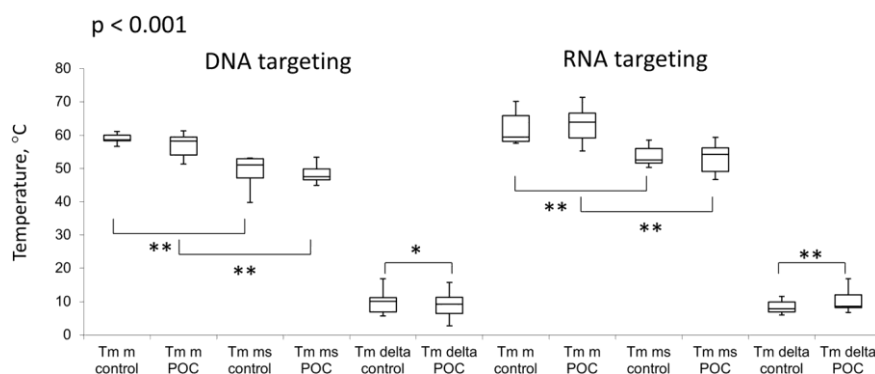 p < 0.001
DNA targeting
RNA targeting
Temperature, °C
80
70
60
50
40
30
20
10
0
**
**
*
**
**
**
Tm m control
Tm m POC
Tm ms control
Tm ms POC
Tm delta control
Tm delta POC
Tm m control
Tm m POC
Tm ms control
Tm ms POC
Tm delta control
Tm delta POC